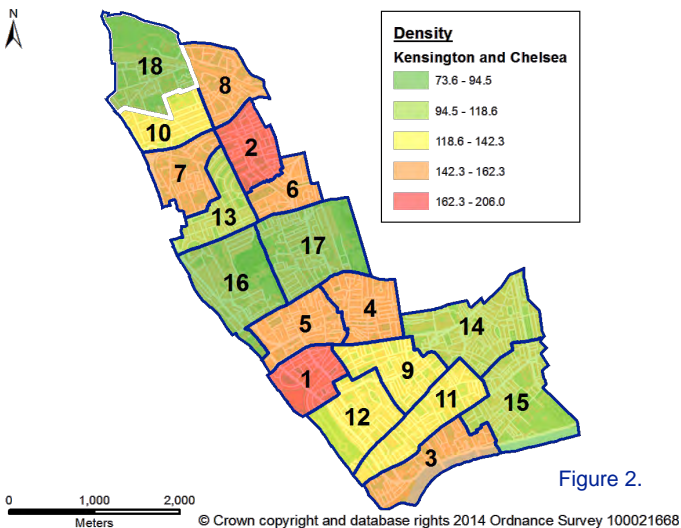 N
Density
Kensington and Chelsea
73.6 - 94.5
94.5 - 118.6
118.6 - 142.3
142.3 - 162.3
162.3 - 206.0
18
8
10
2
7
6
13
17
16
4
5
14
1
9
11
15
12
3
Figure 2.
0 1,000 2,000
Meters
© Crown copyright and database rights 2014 Ordnance Survey 100021668